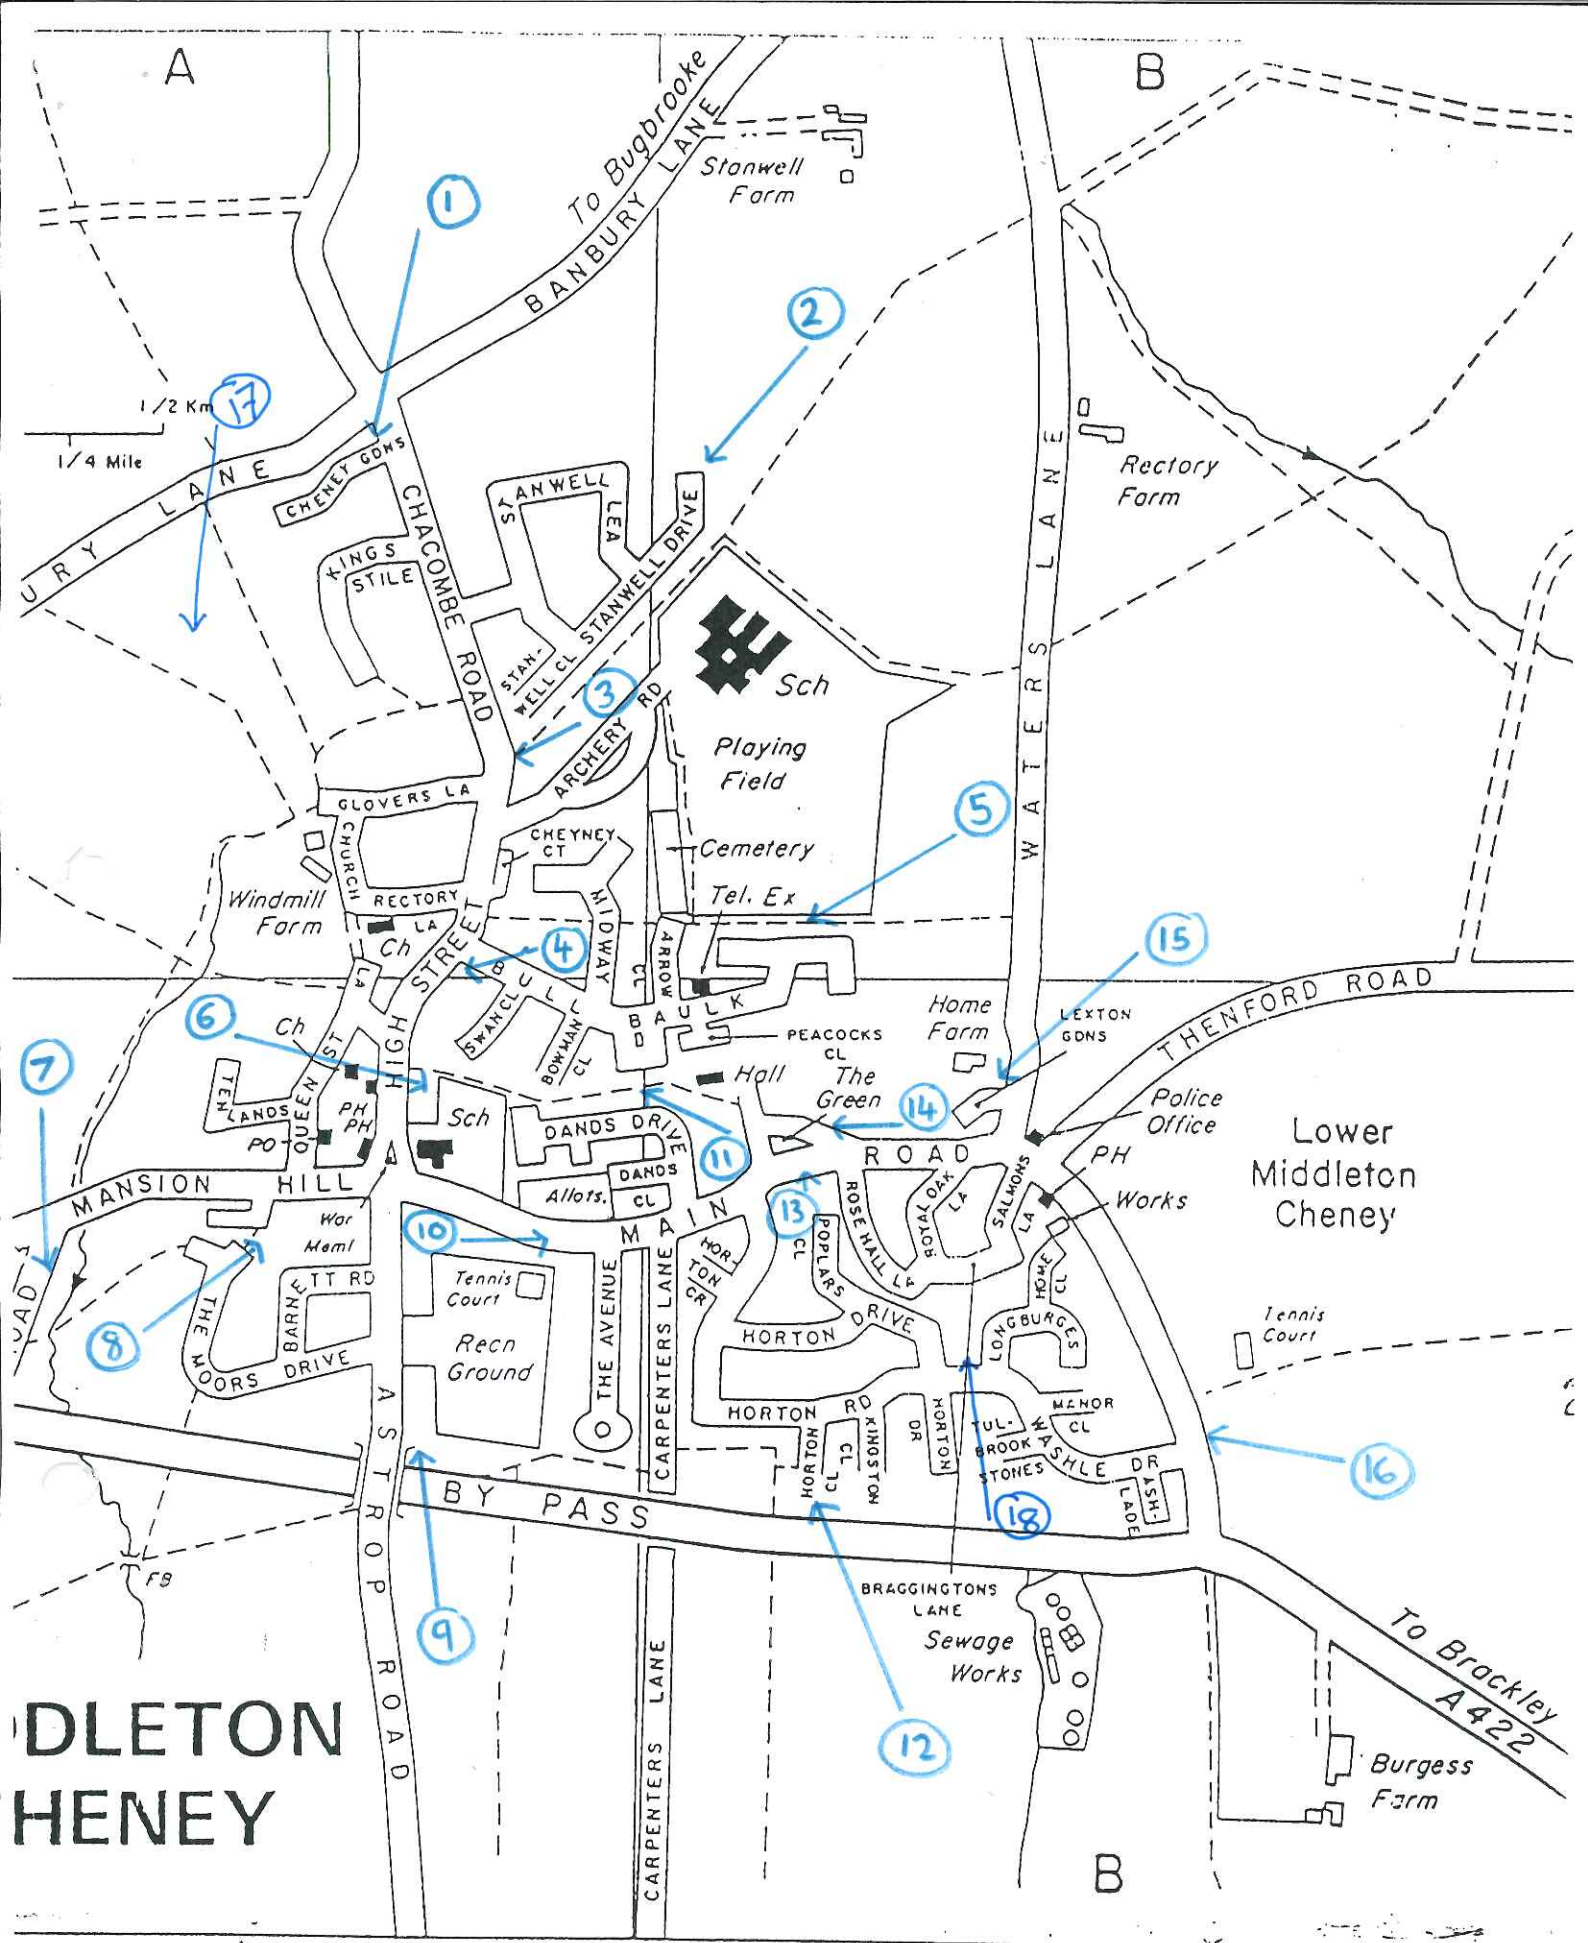 A
B
To Bugbrooke
BANBURY LANE
Stanwell
Farm
1
2
1/2 Km
17
1/4 Mile
URY LANE
CHENEY GDNS
CHACOMBE ROAD
STANWELL LEA
STANWELL DRIVE
KINGS
STILE
STAN-
WELL CL
WATERS LANE
Rectory
Farm
3
Sch
ARCHERY RD
Playing
Field
GLOVERS LA
5
CHURCH
CHEYNEY
CT
Cemetery
Windmill
Farm
RECTORY
LA
Tel. Ex
MIDWAY
Ch
STREET
4
ARROW
CL
15
LA
BULL
BAULK
SWAN CL
BOWMAN
CL
PEACOCKS
CL
Home
Farm
LEXTON
GDNS
THENFORD ROAD
6
Ch
HIGH
7
QUEEN ST
TENLANDS
PH
PH
PO
Sch
Hall
The
Green
14
Police
Office
DANDS DRIVE
11
DANDS
CL
Allots.
ROAD
Lower
Middleton
Cheney
PH
Works
MANSION HILL
War
Meml
10
MAIN
13
CL
POPLARS
ROSE HALL LA
ROYAL OAK
LA
SALMONS
LA
HOR-
TON
CR
OAD
8
THE MOORS DRIVE
BARNETT RD
Tennis
Court
THE AVENUE
CARPENTERS LANE
HORTON DRIVE
HOME
CL
LONGBURGES
Tennis
Court
Recn
Ground
HORTON RD
MANOR
CL
HORTON
CL
KINGSTON
CL
HORTON
DR
TUL-
BROOK
STONES
WASHLE DR
ASH-
LADE
16
9
ASTROP ROAD
BY PASS
18
12
FB
BRAGGINGTONS
LANE
Sewage
Works
To Brackley
A422
CARPENTERS LANE
DLETON
HENEY
Burgess
Farm
B